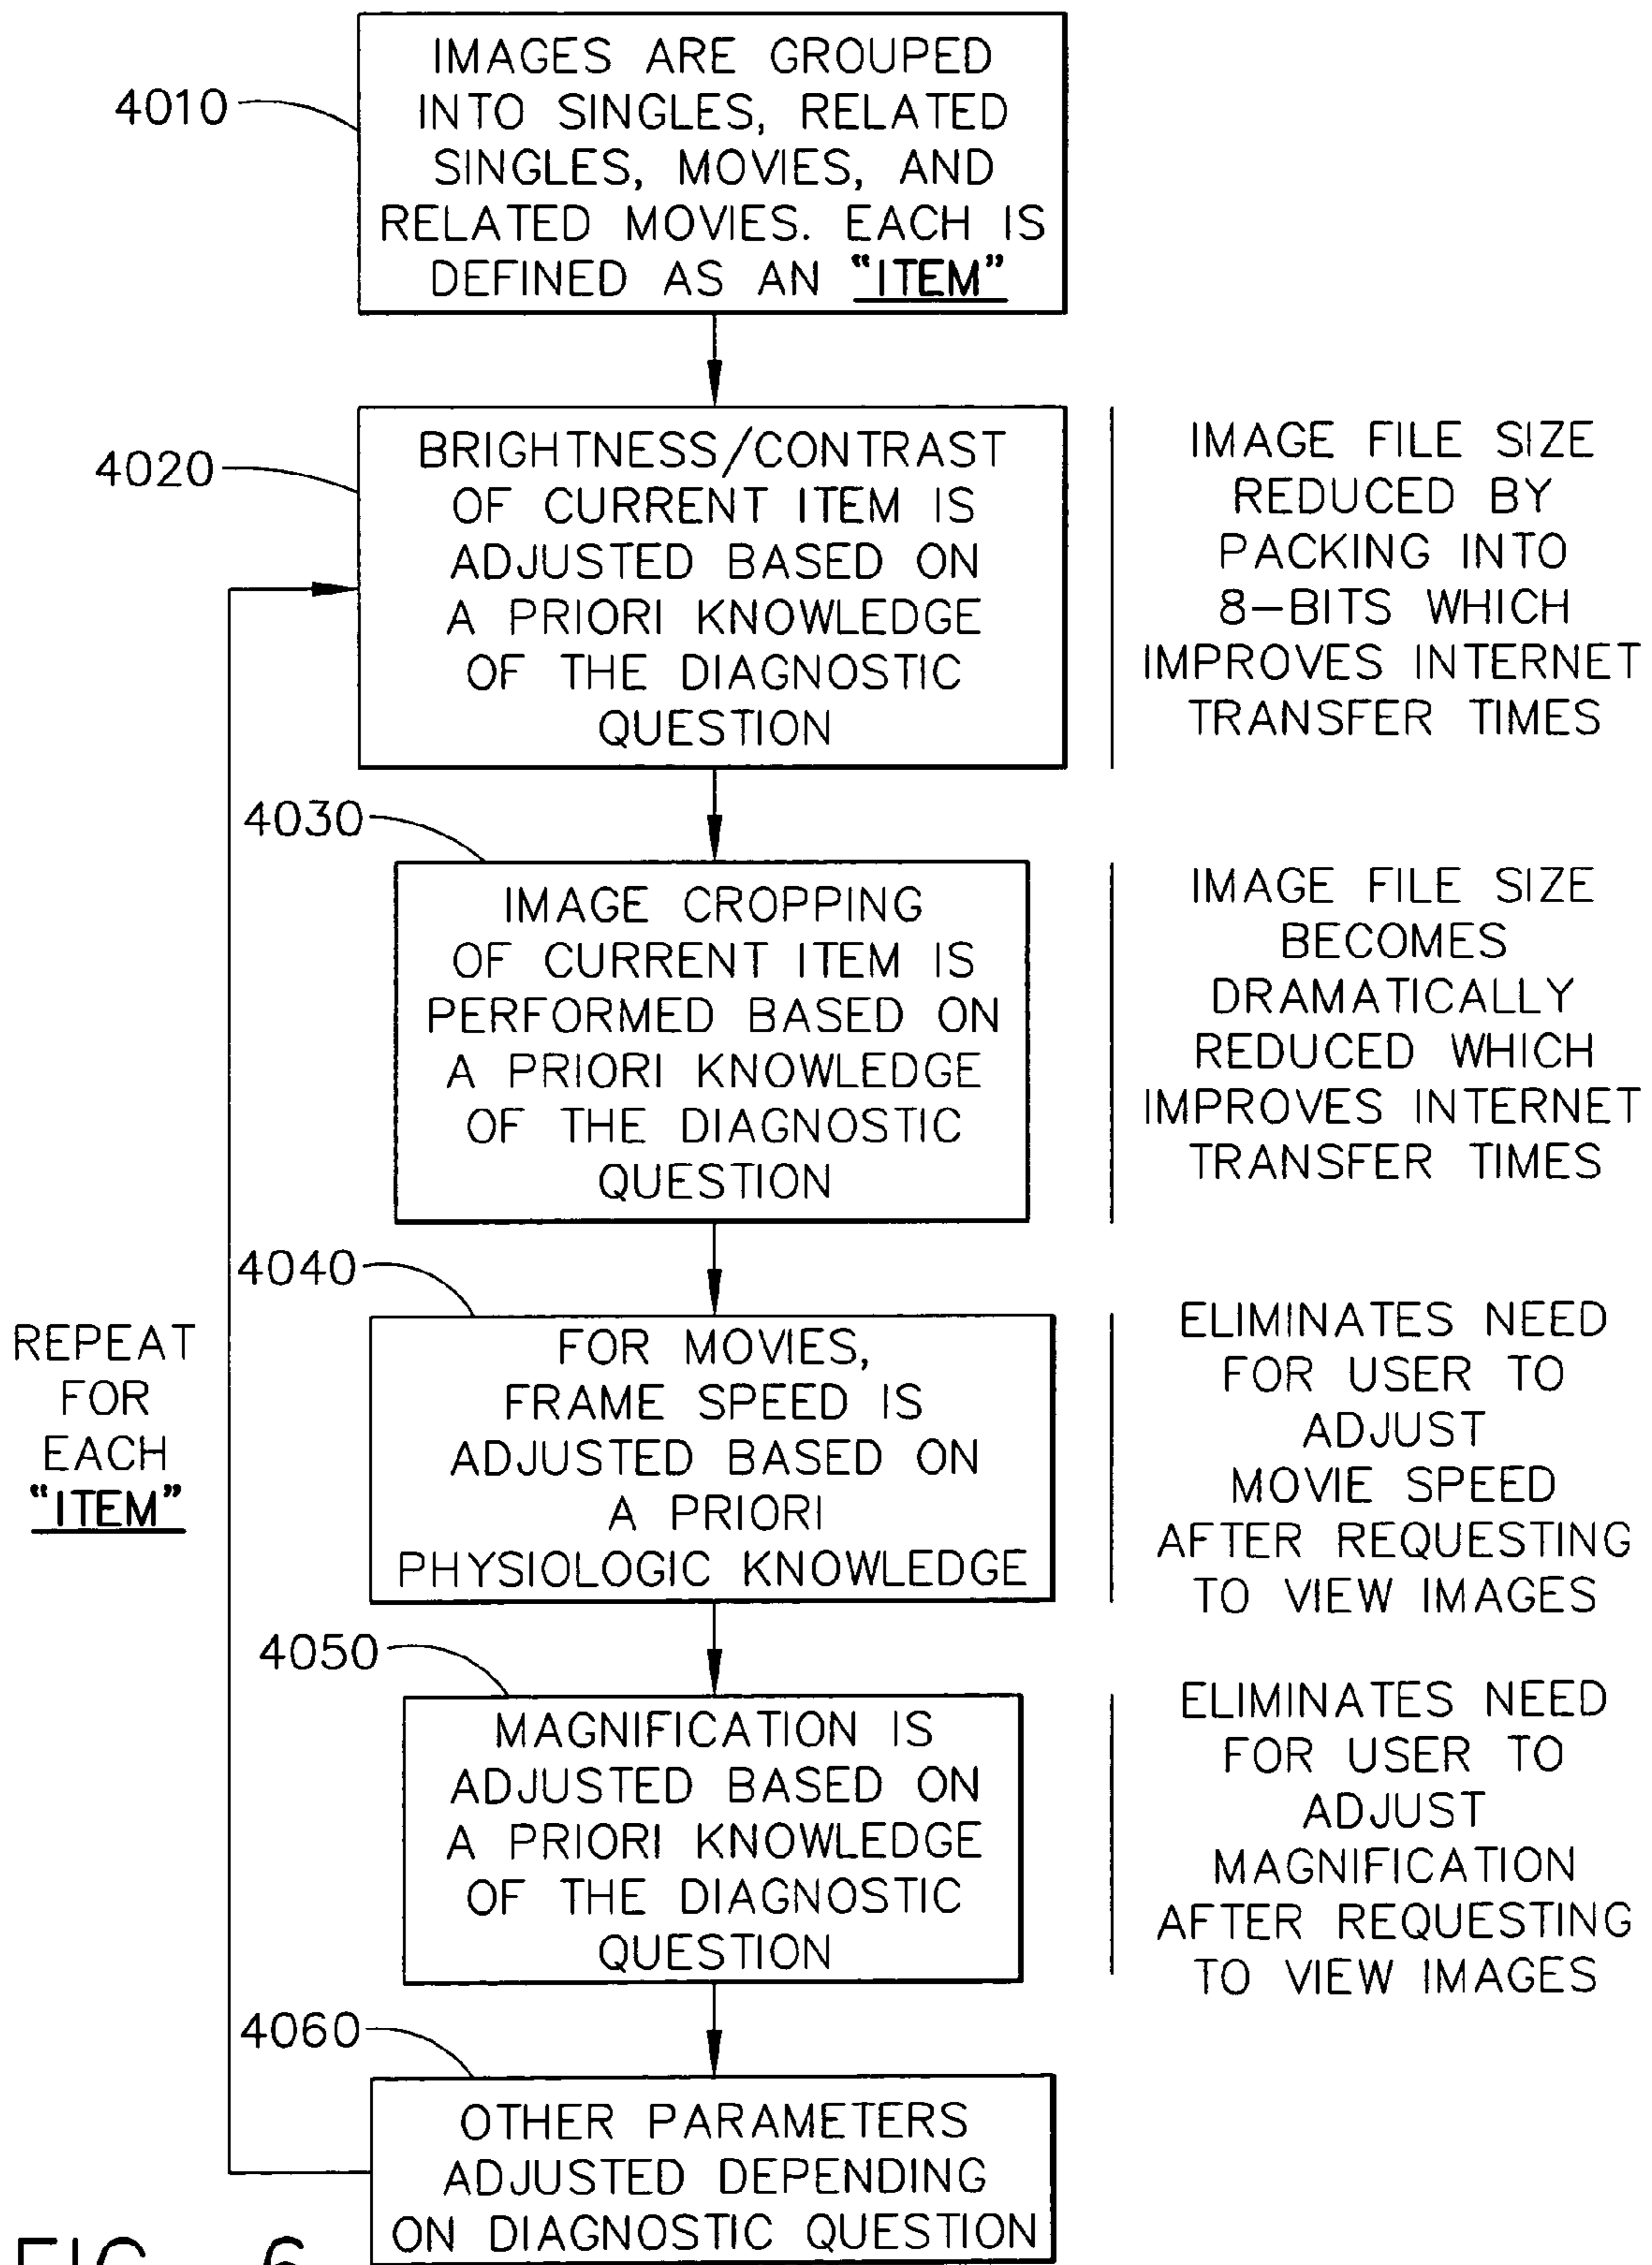 4010
IMAGES ARE GROUPED
INTO SINGLES, RELATED
SINGLES, MOVIES, AND
RELATED MOVIES. EACH IS
DEFINED AS AN "ITEM"
4020
BRIGHTNESS/CONTRAST
OF CURRENT ITEM IS
ADJUSTED BASED ON
A PRIORI KNOWLEDGE
OF THE DIAGNOSTIC
QUESTION
IMAGE FILE SIZE
REDUCED BY
PACKING INTO
8-BITS WHICH
IMPROVES INTERNET
TRANSFER TIMES
4030
IMAGE CROPPING
OF CURRENT ITEM IS
PERFORMED BASED ON
A PRIORI KNOWLEDGE
OF THE DIAGNOSTIC
QUESTION
IMAGE FILE SIZE
BECOMES
DRAMATICALLY
REDUCED WHICH
IMPROVES INTERNET
TRANSFER TIMES
REPEAT
FOR
EACH
"ITEM"
4040
FOR MOVIES,
FRAME SPEED IS
ADJUSTED BASED ON
A PRIORI
PHYSIOLOGIC KNOWLEDGE
ELIMINATES NEED
FOR USER TO
ADJUST
MOVIE SPEED
AFTER REQUESTING
TO VIEW IMAGES
4050
MAGNIFICATION IS
ADJUSTED BASED ON
A PRIORI KNOWLEDGE
OF THE DIAGNOSTIC
QUESTION
ELIMINATES NEED
FOR USER TO
ADJUST
MAGNIFICATION
AFTER REQUESTING
TO VIEW IMAGES
4060
OTHER PARAMETERS
ADJUSTED DEPENDING
ON DIAGNOSTIC QUESTION
FIG. 6